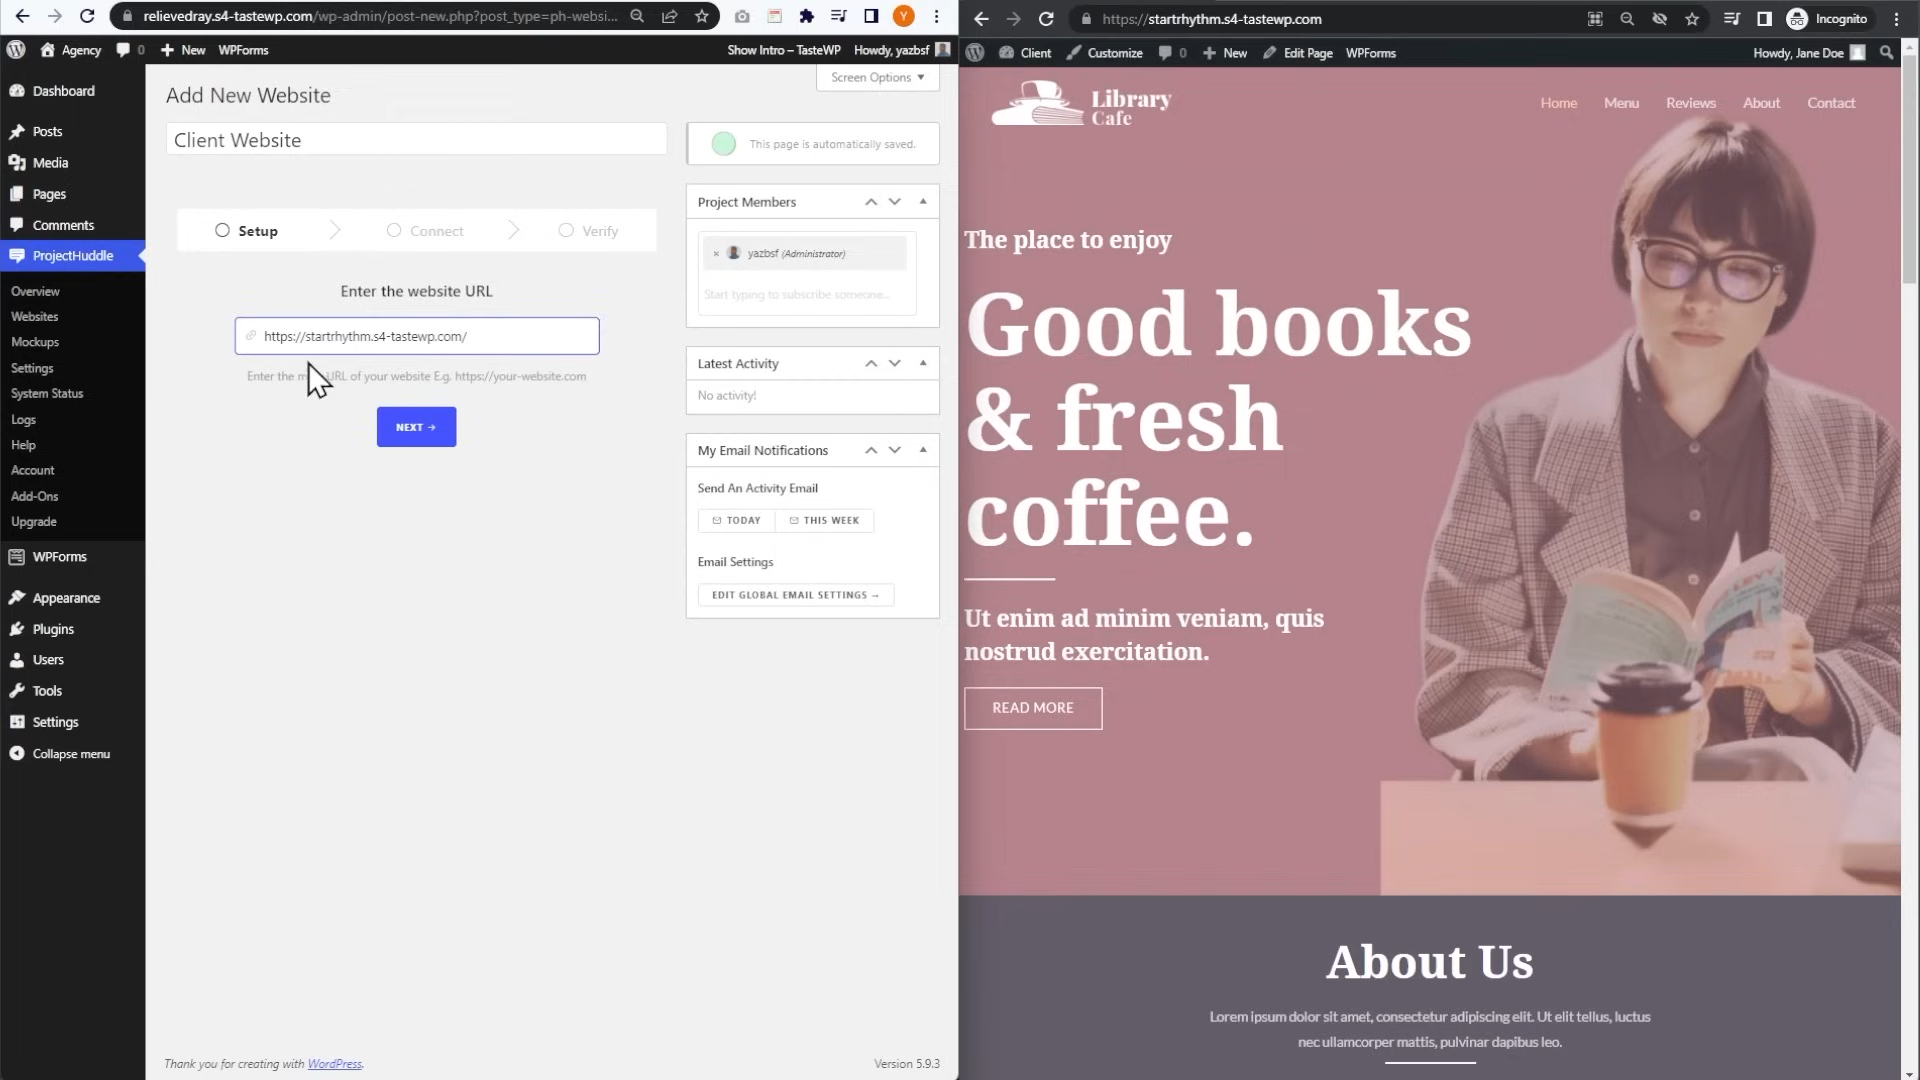 relievedray.s4-tastewp.com/wp-admin/post-new.php?post_type=ph-websi...
Y
Agency
0
New
WPForms
Show Intro – TasteWP
Howdy, yazbsf
Dashboard
Posts
Media
Pages
Comments
ProjectHuddle
Overview
Websites
Mockups
Settings
System Status
Logs
Help
Account
Add-Ons
Upgrade
WPForms
Appearance
Plugins
Users
Tools
Settings
Collapse menu
Screen Options ▼
Add New Website
Client Website
Setup
Connect
Verify
Enter the website URL
https://startrhythm.s4-tastewp.com/
Enter the URL of your website E.g. https://your-website.com
NEXT →
This page is automatically saved.
Project Members
× yazbsf (Administrator)
Start typing to subscribe someone...
Latest Activity
No activity!
My Email Notifications
Send An Activity Email
TODAY
THIS WEEK
Email Settings
EDIT GLOBAL EMAIL SETTINGS →
Thank you for creating with WordPress.
Version 5.9.3
https://startrhythm.s4-tastewp.com
Incognito
Client
Customize
0
New
Edit Page
WPForms
Howdy, Jane Doe
Library
Cafe
Home
Menu
Reviews
About
Contact
The place to enjoy
Good books
& fresh
coffee.
Ut enim ad minim veniam, quis
nostrud exercitation.
READ MORE
About Us
Lorem ipsum dolor sit amet, consectetur adipiscing elit. Ut elit tellus, luctus
nec ullamcorper mattis, pulvinar dapibus leo.